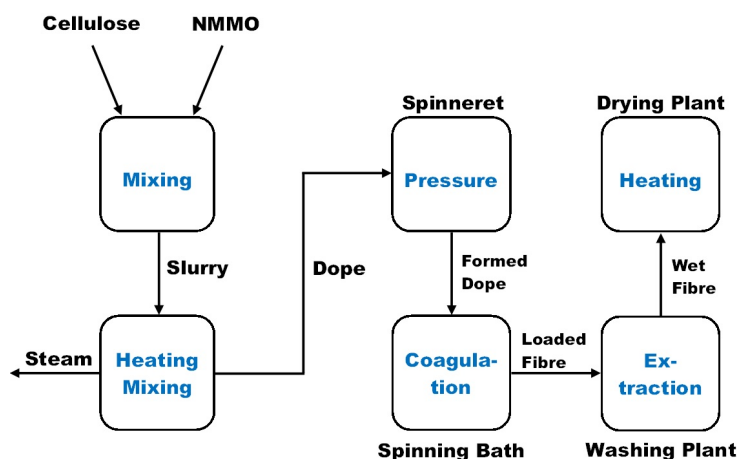 Cellulose
NMMO
Mixing
Slurry
Steam
Heating
Mixing
Dope
Spinneret
Pressure
Formed
Dope
Coagula-
tion
Spinning Bath
Loaded
Fibre
Ex-
traction
Washing Plant
Wet
Fibre
Drying Plant
Heating